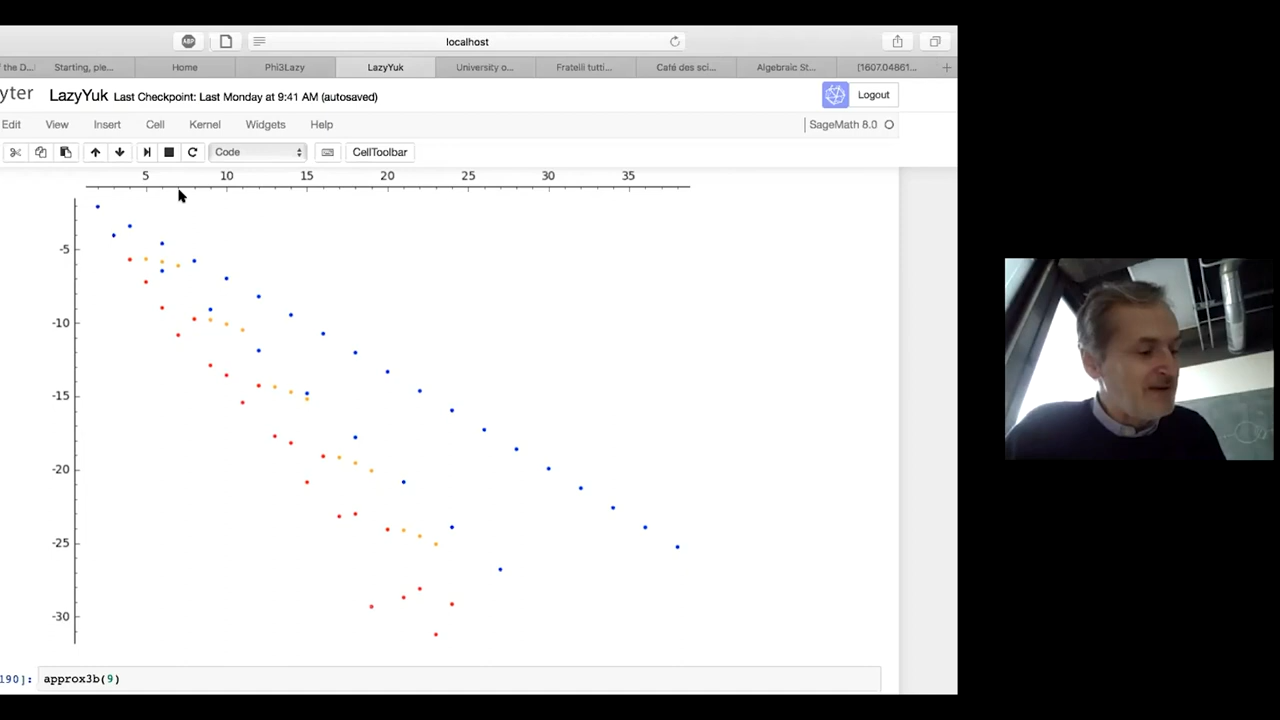 localhost
f the D...
Starting, ple...
Home
Phi3Lazy
LazyYuk
University o...
Fratelli tutti...
Café des sci...
Algebraic St...
[1607.04861...
yter LazyYuk Last Checkpoint: Last Monday at 9:41 AM (autosaved)
Logout
Edit View Insert Cell Kernel Widgets Help
SageMath 8.0
Code
CellToolbar
5 10 15 20 25 30 35
-5
-10
-15
-20
-25
-30
190]: approx3b(9)
ABP